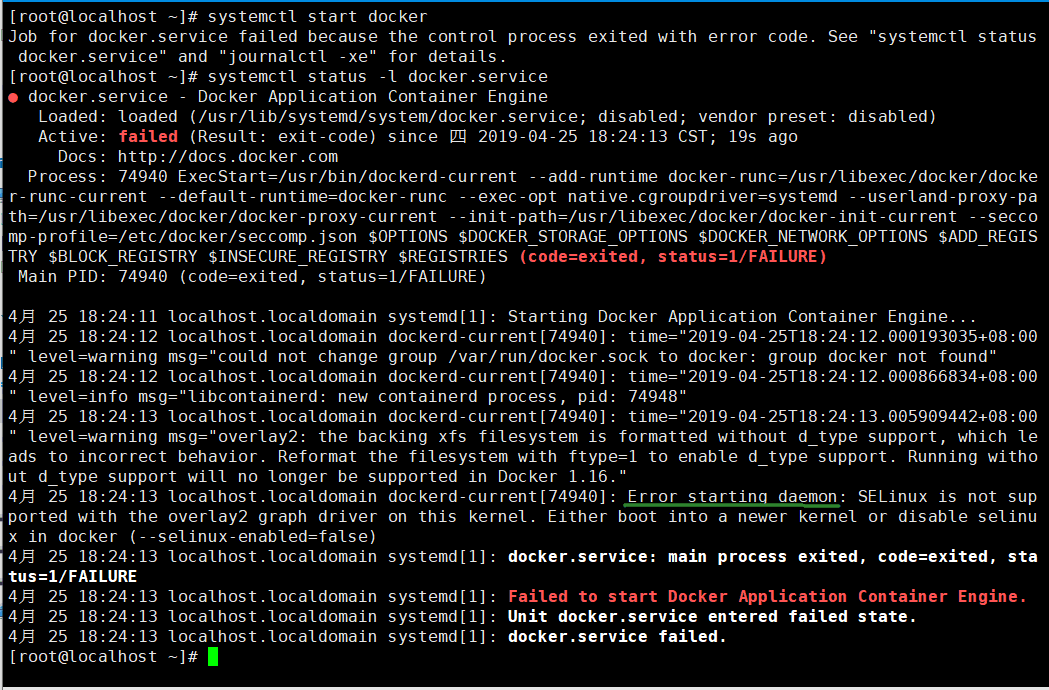 [root@localhost ~]# systemctl start docker
Job for docker.service failed because the control process exited with error code. See "systemctl status
 docker.service" and "journalctl -xe" for details.
[root@localhost ~]# systemctl status -l docker.service
● docker.service - Docker Application Container Engine
   Loaded: loaded (/usr/lib/systemd/system/docker.service; disabled; vendor preset: disabled)
   Active: failed (Result: exit-code) since 四 2019-04-25 18:24:13 CST; 19s ago
     Docs: http://docs.docker.com
  Process: 74940 ExecStart=/usr/bin/dockerd-current --add-runtime docker-runc=/usr/libexec/docker/docke
r-runc-current --default-runtime=docker-runc --exec-opt native.cgroupdriver=systemd --userland-proxy-pa
th=/usr/libexec/docker/docker-proxy-current --init-path=/usr/libexec/docker/docker-init-current --secco
mp-profile=/etc/docker/seccomp.json $OPTIONS $DOCKER_STORAGE_OPTIONS $DOCKER_NETWORK_OPTIONS $ADD_REGIS
TRY $BLOCK_REGISTRY $INSECURE_REGISTRY $REGISTRIES (code=exited, status=1/FAILURE)
 Main PID: 74940 (code=exited, status=1/FAILURE)
4月 25 18:24:11 localhost.localdomain systemd[1]: Starting Docker Application Container Engine...
4月 25 18:24:12 localhost.localdomain dockerd-current[74940]: time="2019-04-25T18:24:12.000193035+08:00
" level=warning msg="could not change group /var/run/docker.sock to docker: group docker not found"
4月 25 18:24:12 localhost.localdomain dockerd-current[74940]: time="2019-04-25T18:24:12.000866834+08:00
" level=info msg="libcontainerd: new containerd process, pid: 74948"
4月 25 18:24:13 localhost.localdomain dockerd-current[74940]: time="2019-04-25T18:24:13.005909442+08:00
" level=warning msg="overlay2: the backing xfs filesystem is formatted without d_type support, which le
ads to incorrect behavior. Reformat the filesystem with ftype=1 to enable d_type support. Running witho
ut d_type support will no longer be supported in Docker 1.16."
4月 25 18:24:13 localhost.localdomain dockerd-current[74940]: Error starting daemon: SELinux is not sup
ported with the overlay2 graph driver on this kernel. Either boot into a newer kernel or disable selinu
x in docker (--selinux-enabled=false)
4月 25 18:24:13 localhost.localdomain systemd[1]: docker.service: main process exited, code=exited, sta
tus=1/FAILURE
4月 25 18:24:13 localhost.localdomain systemd[1]: Failed to start Docker Application Container Engine.
4月 25 18:24:13 localhost.localdomain systemd[1]: Unit docker.service entered failed state.
4月 25 18:24:13 localhost.localdomain systemd[1]: docker.service failed.
[root@localhost ~]#